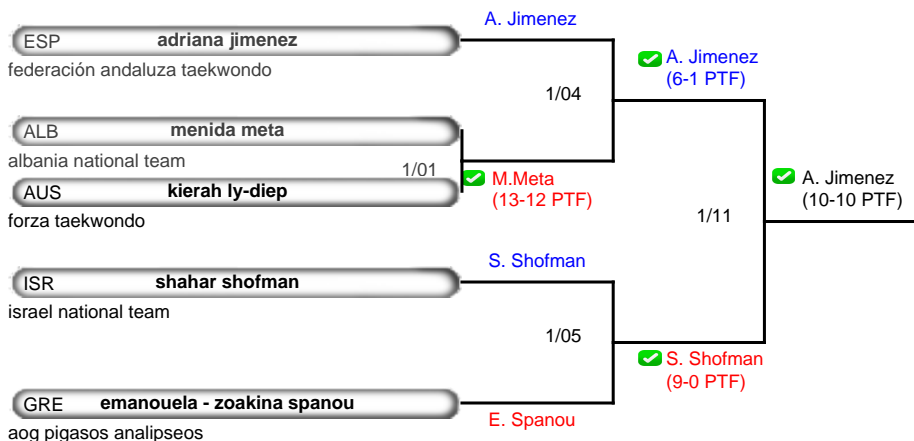 A. Jimenez
ESP adriana jimenez
federación andaluza taekwondo
A. Jimenez
(6-1 PTF)
1/04
ALB menida meta
albania national team
1/01
M.Meta
(13-12 PTF)
AUS kierah ly-diep
forza taekwondo
A. Jimenez
(10-10 PTF)
1/11
S. Shofman
ISR shahar shofman
israel national team
1/05
S. Shofman
(9-0 PTF)
GRE emanouela - zoakina spanou
E. Spanou
aog pigasos analipseos